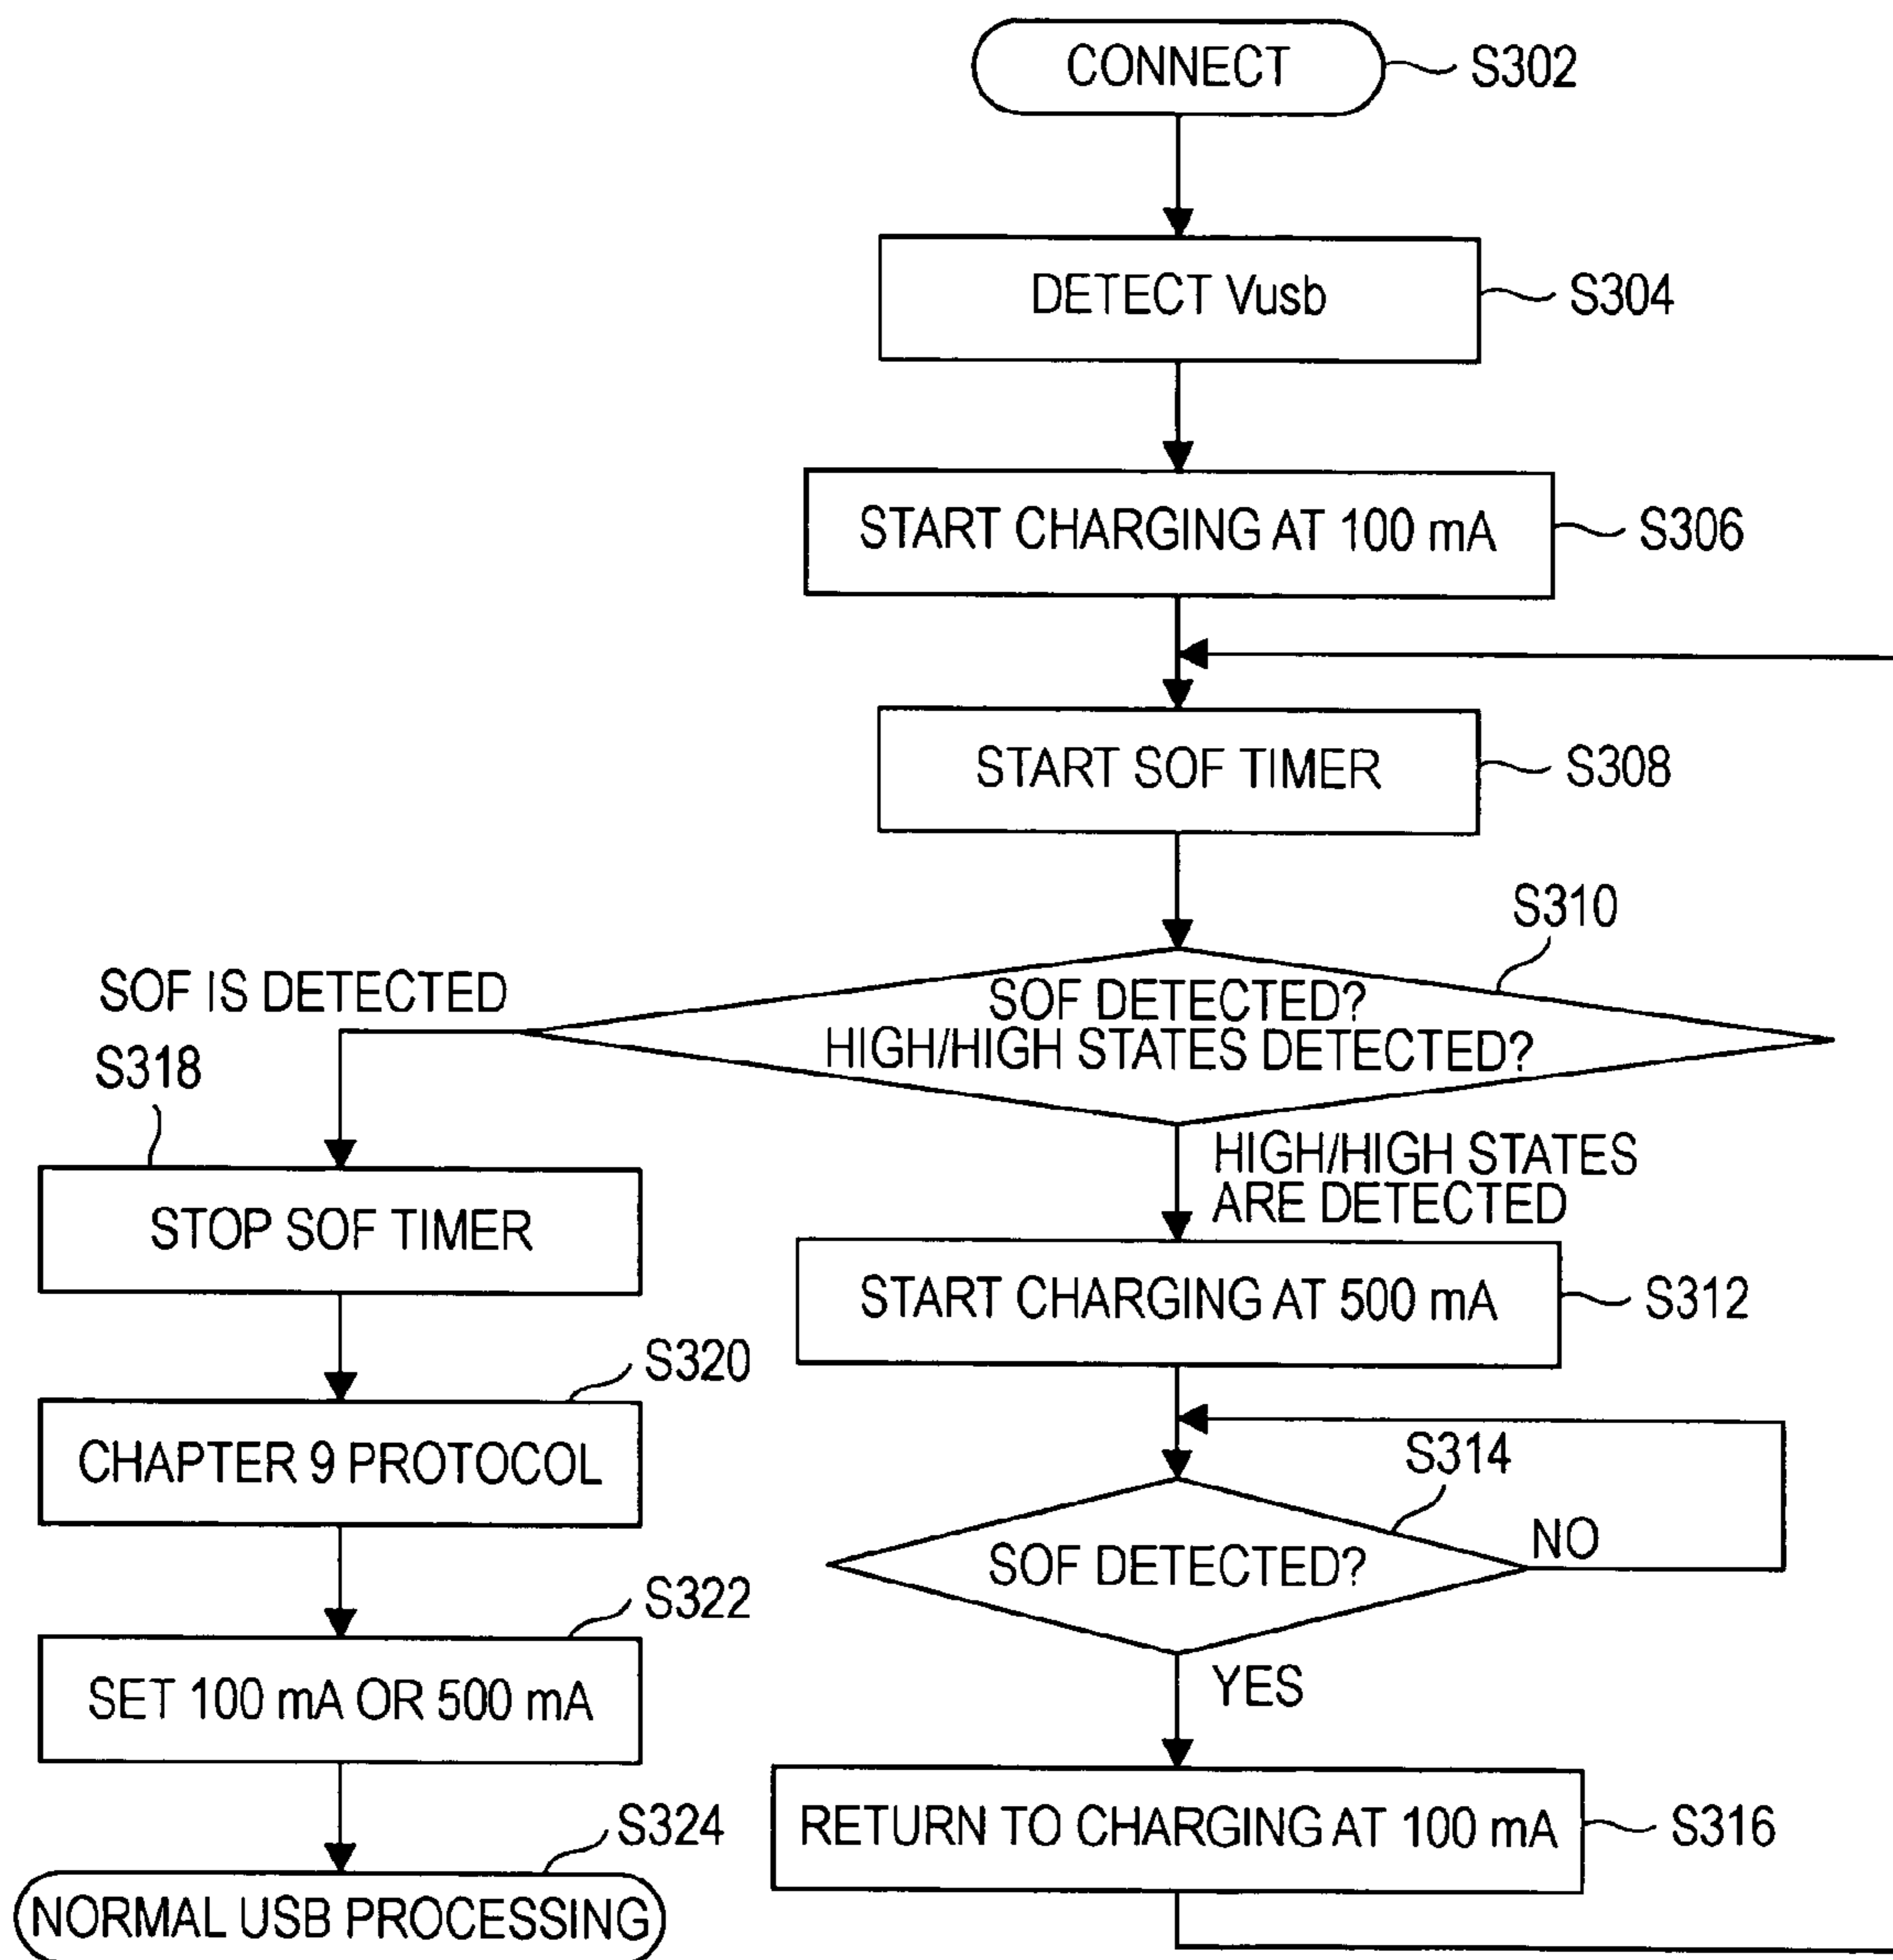 CONNECT
S302
DETECT Vusb
S304
START CHARGING AT 100 mA
S306
START SOF TIMER
S308
S310
SOF DETECTED?
HIGH/HIGH STATES DETECTED?
SOF IS DETECTED
S318
STOP SOF TIMER
S320
CHAPTER 9 PROTOCOL
S322
SET 100 mA OR 500 mA
S324
NORMAL USB PROCESSING
HIGH/HIGH STATES
ARE DETECTED
START CHARGING AT 500 mA
S312
S314
SOF DETECTED?
NO
YES
RETURN TO CHARGING AT 100 mA
S316